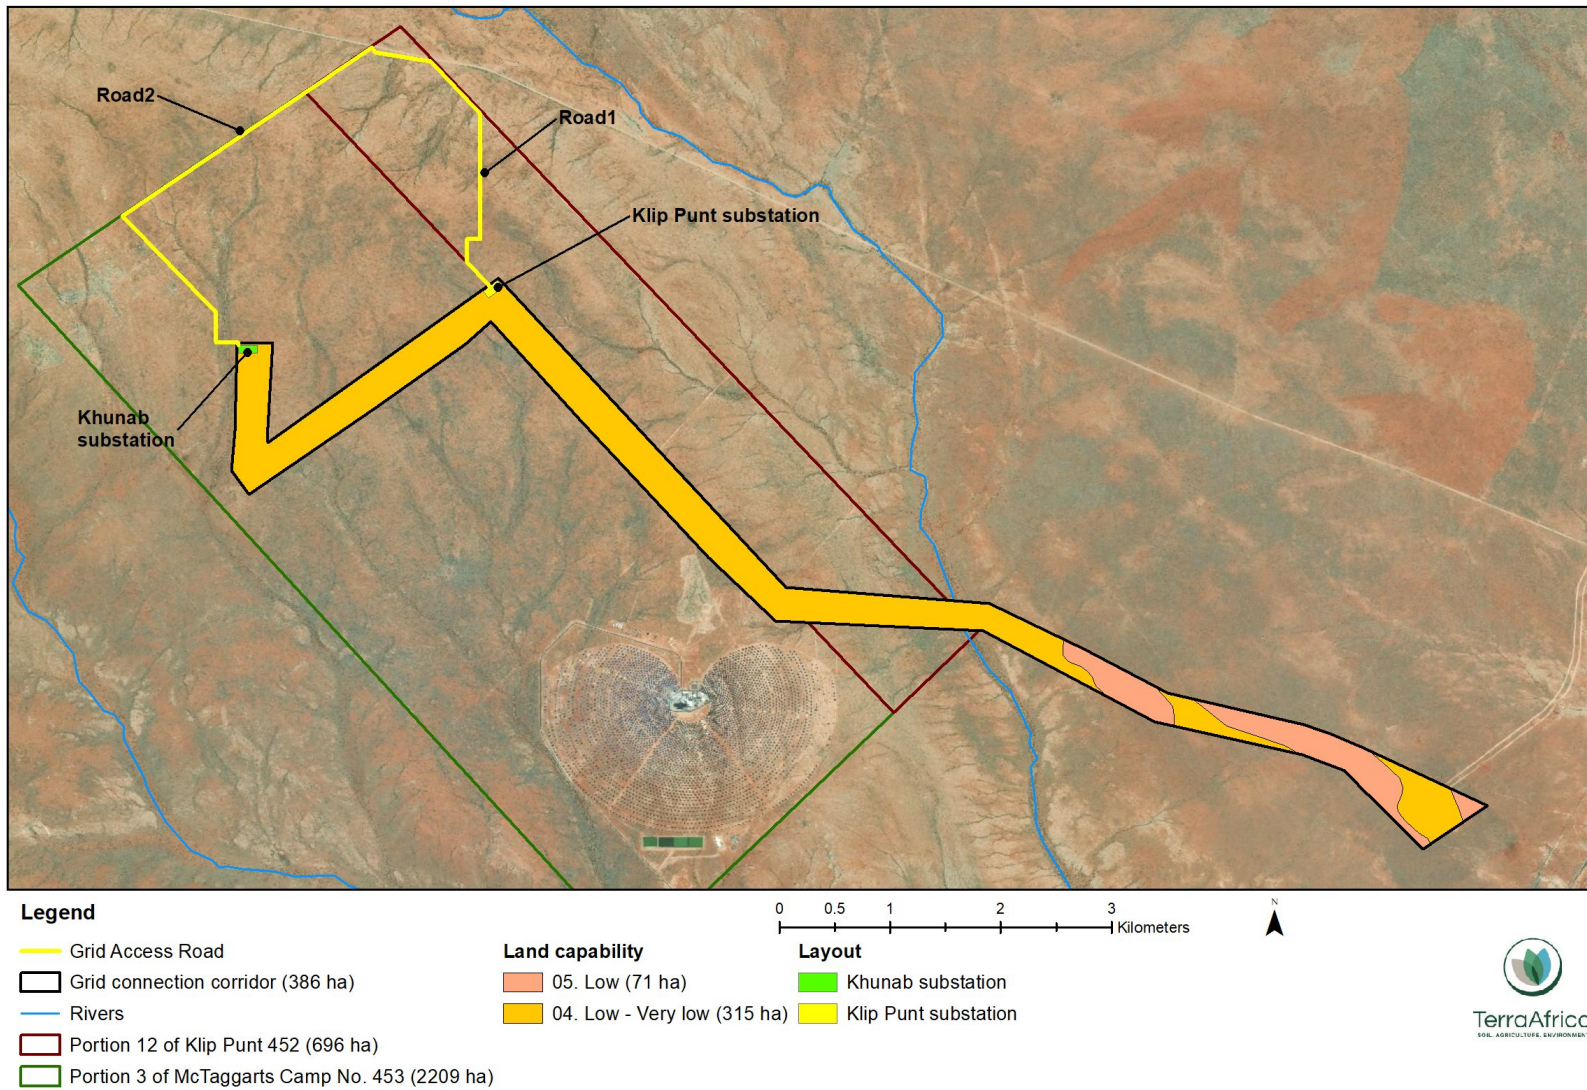 Road2
Road1
Klip Punt substation
Khunab
substation
Legend
Grid Access Road
Grid connection corridor (386 ha)
Rivers
Portion 12 of Klip Punt 452 (696 ha)
Portion 3 of McTaggarts Camp No. 453 (2209 ha)
Land capability
05. Low (71 ha)
04. Low - Very low (315 ha)
Layout
Khunab substation
Klip Punt substation
0 0.5 1 2 3
Kilometers
N
TerraAfrica
SOIL. AGRICULTURE. ENVIRONMENT